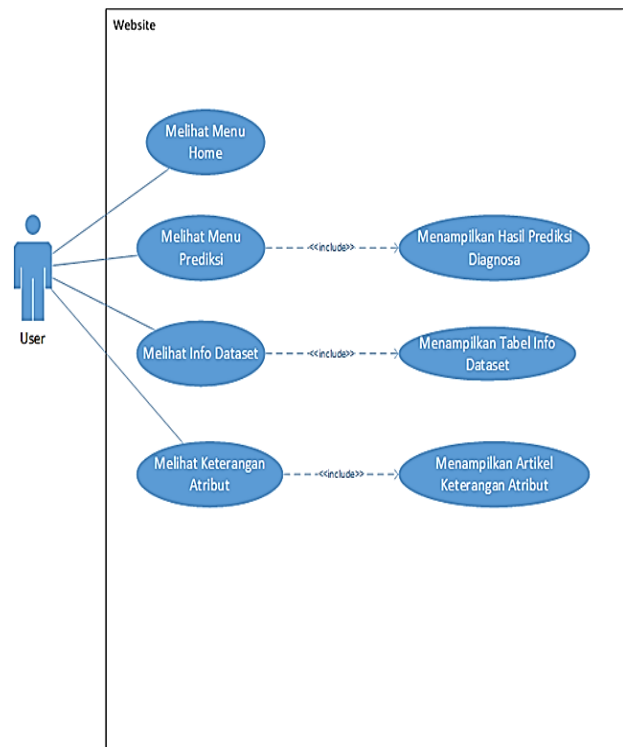 Website
Melihat Menu
Home
Melihat Menu
Prediksi
<<include>>
Menampilkan Hasil Prediksi
Diagnosa
User
Melihat Info Dataset
<<include>>
Menampilkan Tabel Info
Dataset
Melihat Keterangan
Atribut
<<include>>
Menampilkan Artikel
Keterangan Atribut